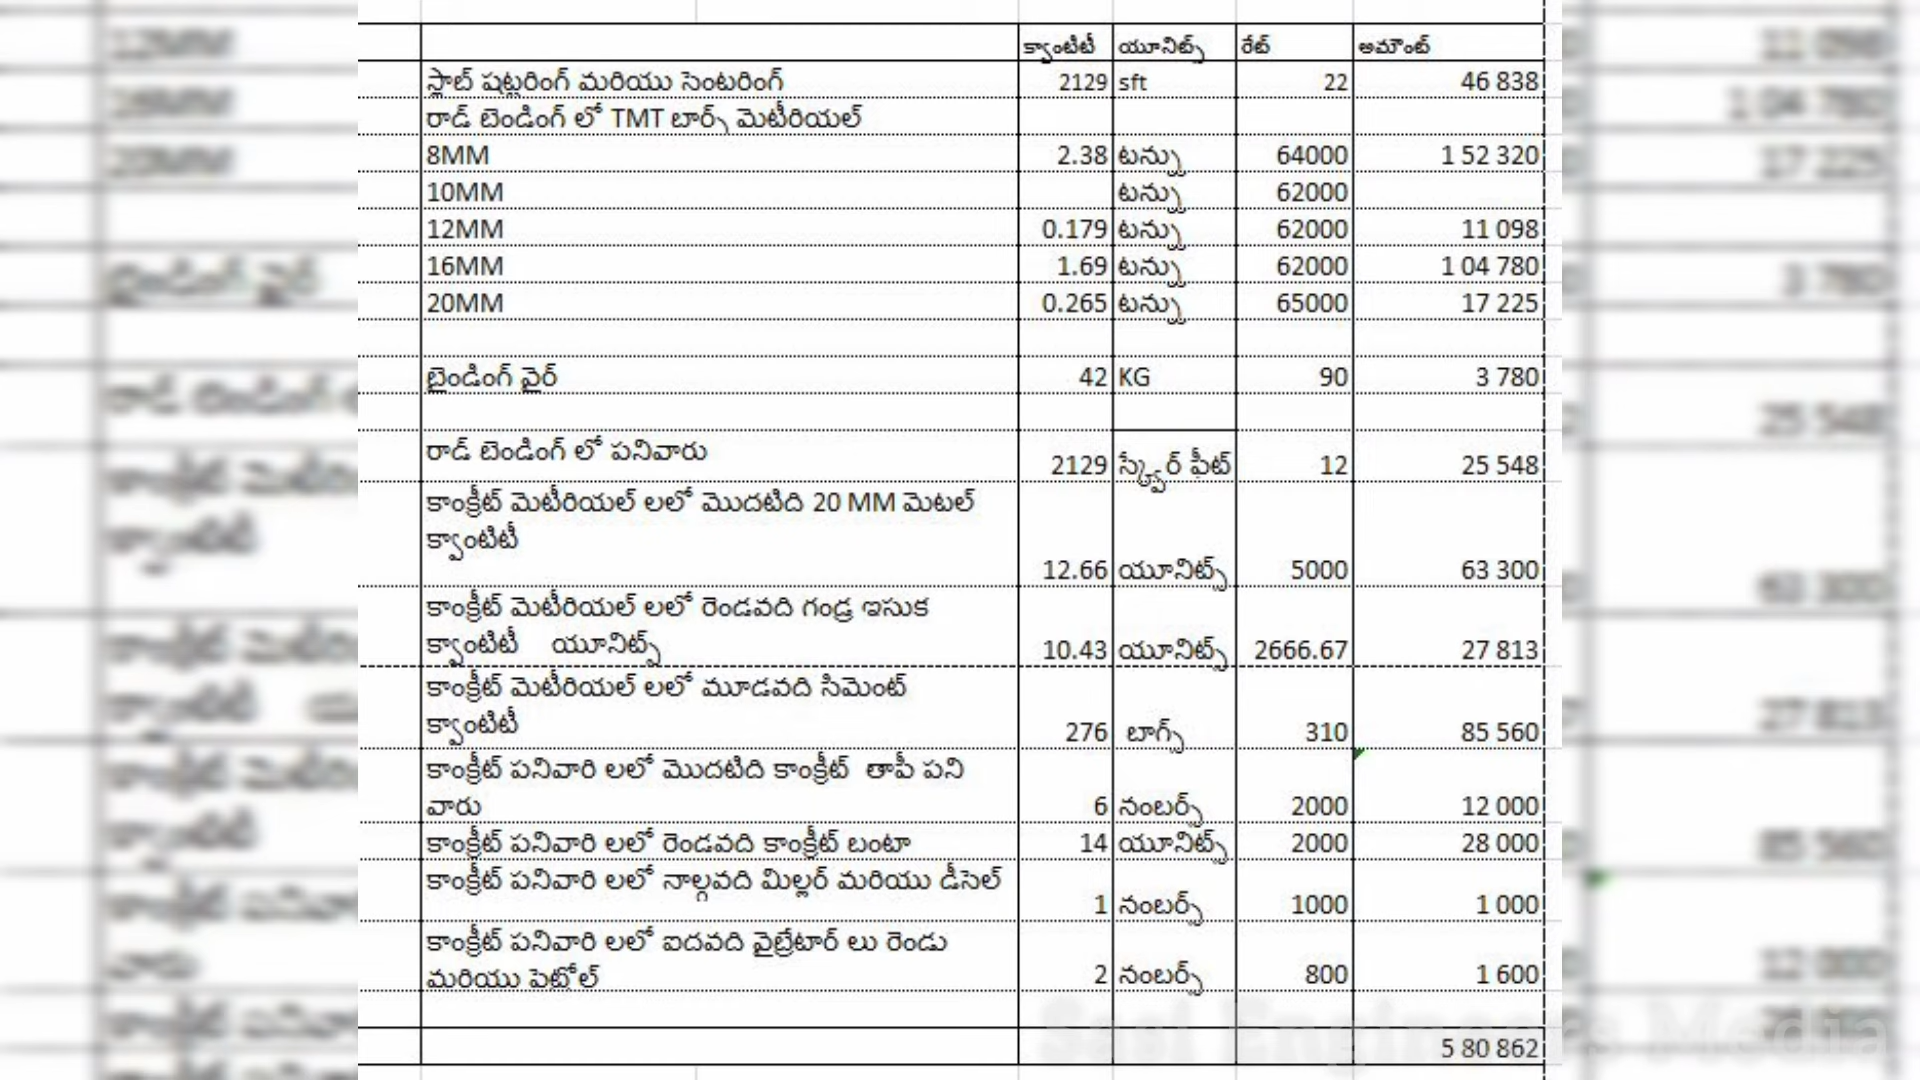 క్వాంటిటీ యూనిట్స్ రేట్ అమౌంట్
స్లాబ్ షట్టరింగ్ మరియు సెంటరింగ్ 2129 sft 22 46 838
రాడ్ బెండింగ్ లో TMT బార్స్ మెటీరియల్
8MM 2.38 టన్ను 64000 1 52 320
10MM టన్ను 62000
12MM 0.179 టన్ను 62000 11 098
16MM 1.69 టన్ను 62000 1 04 780
20MM 0.265 టన్ను 65000 17 225
బైండింగ్ వైర్ 42 KG 90 3 780
రాడ్ బెండింగ్ లో పనివారు
2129 స్క్వేర్ ఫీట్ 12 25 548
కాంక్రీట్ మెటీరియల్ లలో మొదటిది 20 MM మెటల్
క్వాంటిటీ
12.66 యూనిట్స్ 5000 63 300
కాంక్రీట్ మెటీరియల్ లలో రెండవది గండ్ర ఇసుక
క్వాంటిటీ యూనిట్స్ 10.43 యూనిట్స్ 2666.67 27 813
కాంక్రీట్ మెటీరియల్ లలో మూడవది సిమెంట్
క్వాంటిటీ 276 బాగ్స్ 310 85 560
కాంక్రీట్ పనివారి లలో మొదటిది కాంక్రీట్ తాపీ పని
వారు 6 నంబర్స్ 2000 12 000
కాంక్రీట్ పనివారి లలో రెండవది కాంక్రీట్ బంటా 14 యూనిట్స్ 2000 28 000
కాంక్రీట్ పనివారి లలో నాల్గవది మిల్లర్ మరియు డీసెల్
1 నంబర్స్ 1000 1 000
కాంక్రీట్ పనివారి లలో ఐదవది వైబ్రేటార్ లు రెండు
మరియు పెట్రోల్ 2 నంబర్స్ 800 1 600
Sasi Engineers Media
5 80 862